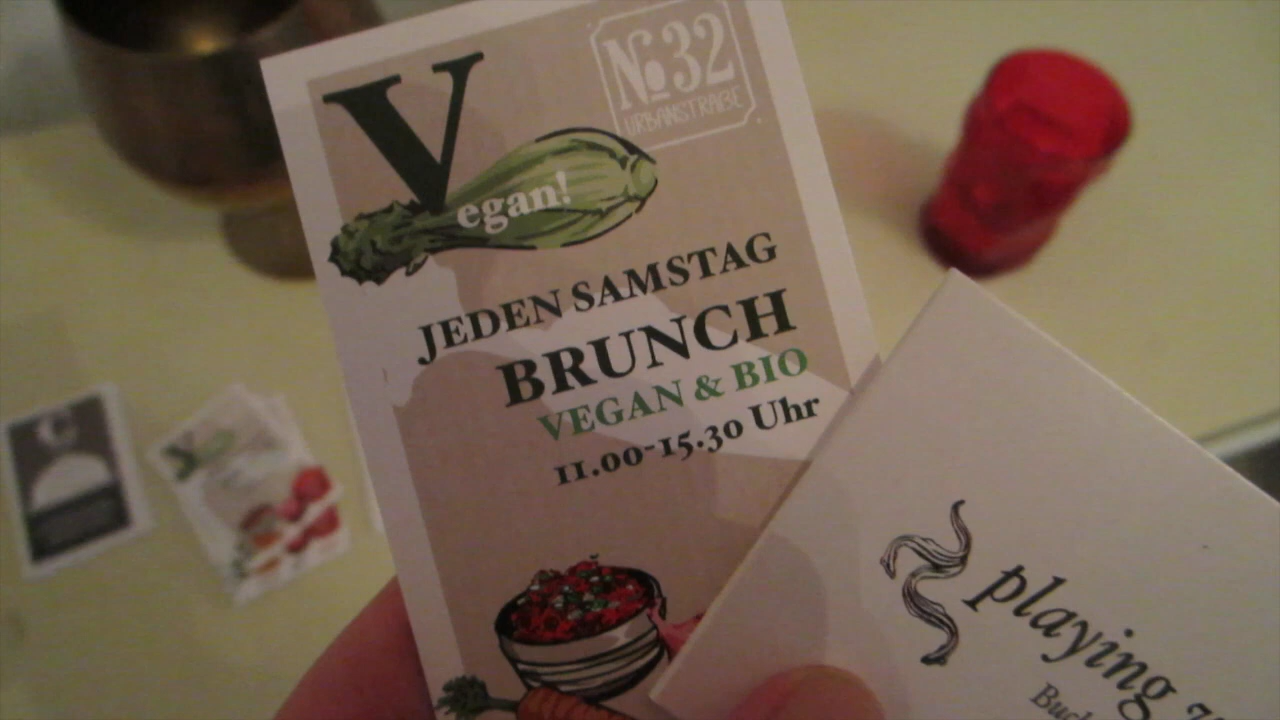 №32
URBANSTRAßE
Vegan!
JEDEN SAMSTAG
BRUNCH
VEGAN & BIO
11.00-15.30 Uhr
playing